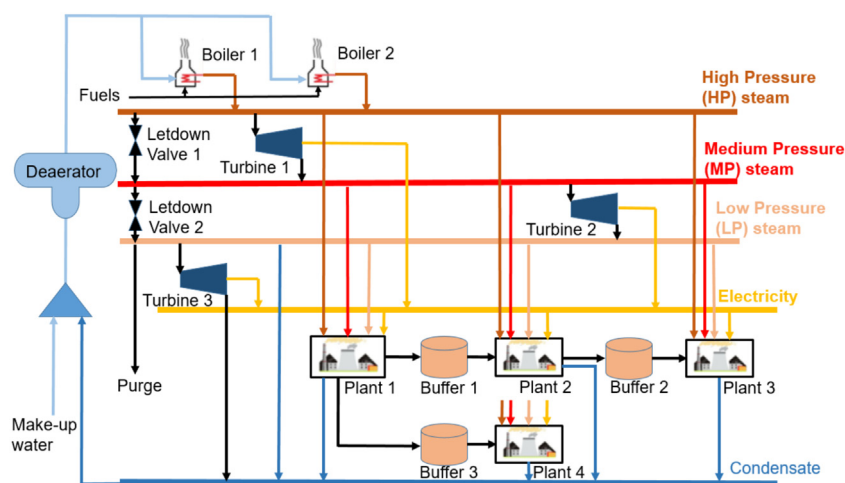 Boiler 1
Boiler 2
Fuels
High Pressure
(HP) steam
Letdown
Valve 1
Turbine 1
Medium Pressure
(MP) steam
Deaerator
Letdown
Valve 2
Turbine 2
Low Pressure
(LP) steam
Turbine 3
Electricity
Purge
Plant 1
Buffer 1
Plant 2
Buffer 2
Plant 3
Make-up
water
Buffer 3
Plant 4
Condensate